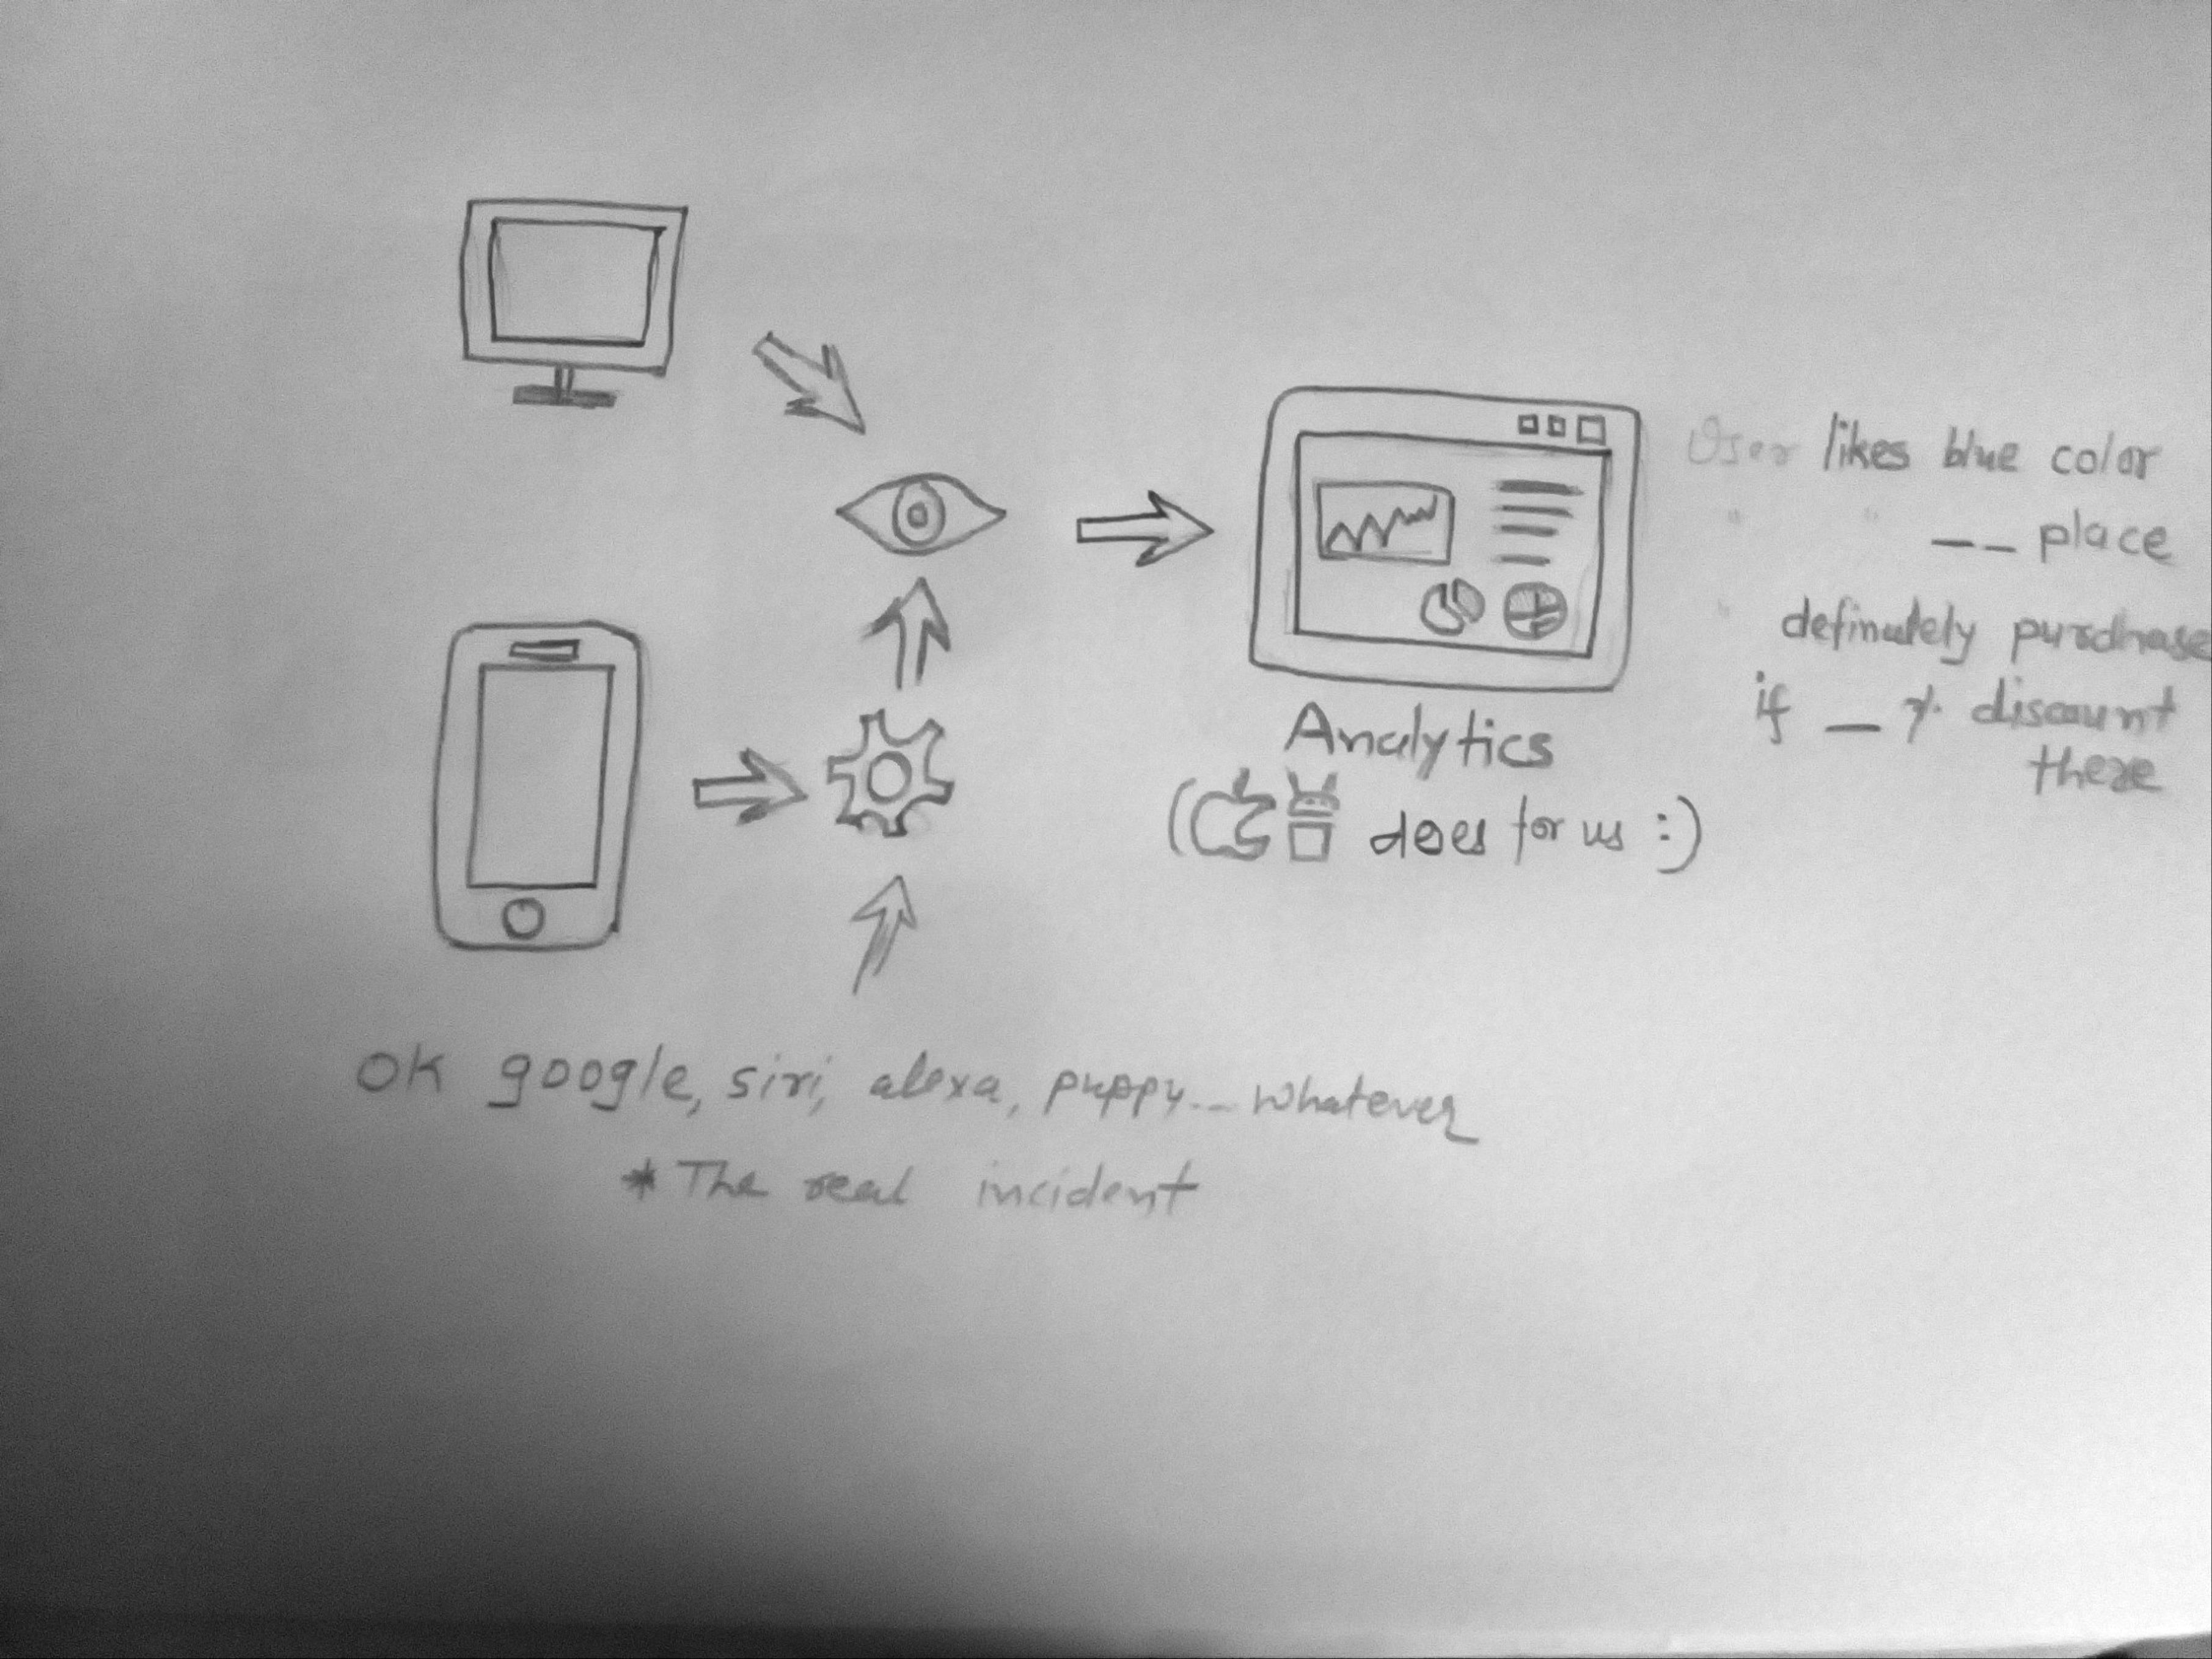 User likes blue color
" " -- place
" definately purchase
if _ % discount
there
Analytics
( does for us :)
OK google, siri, alexa, puppy... whatever
* The real incident